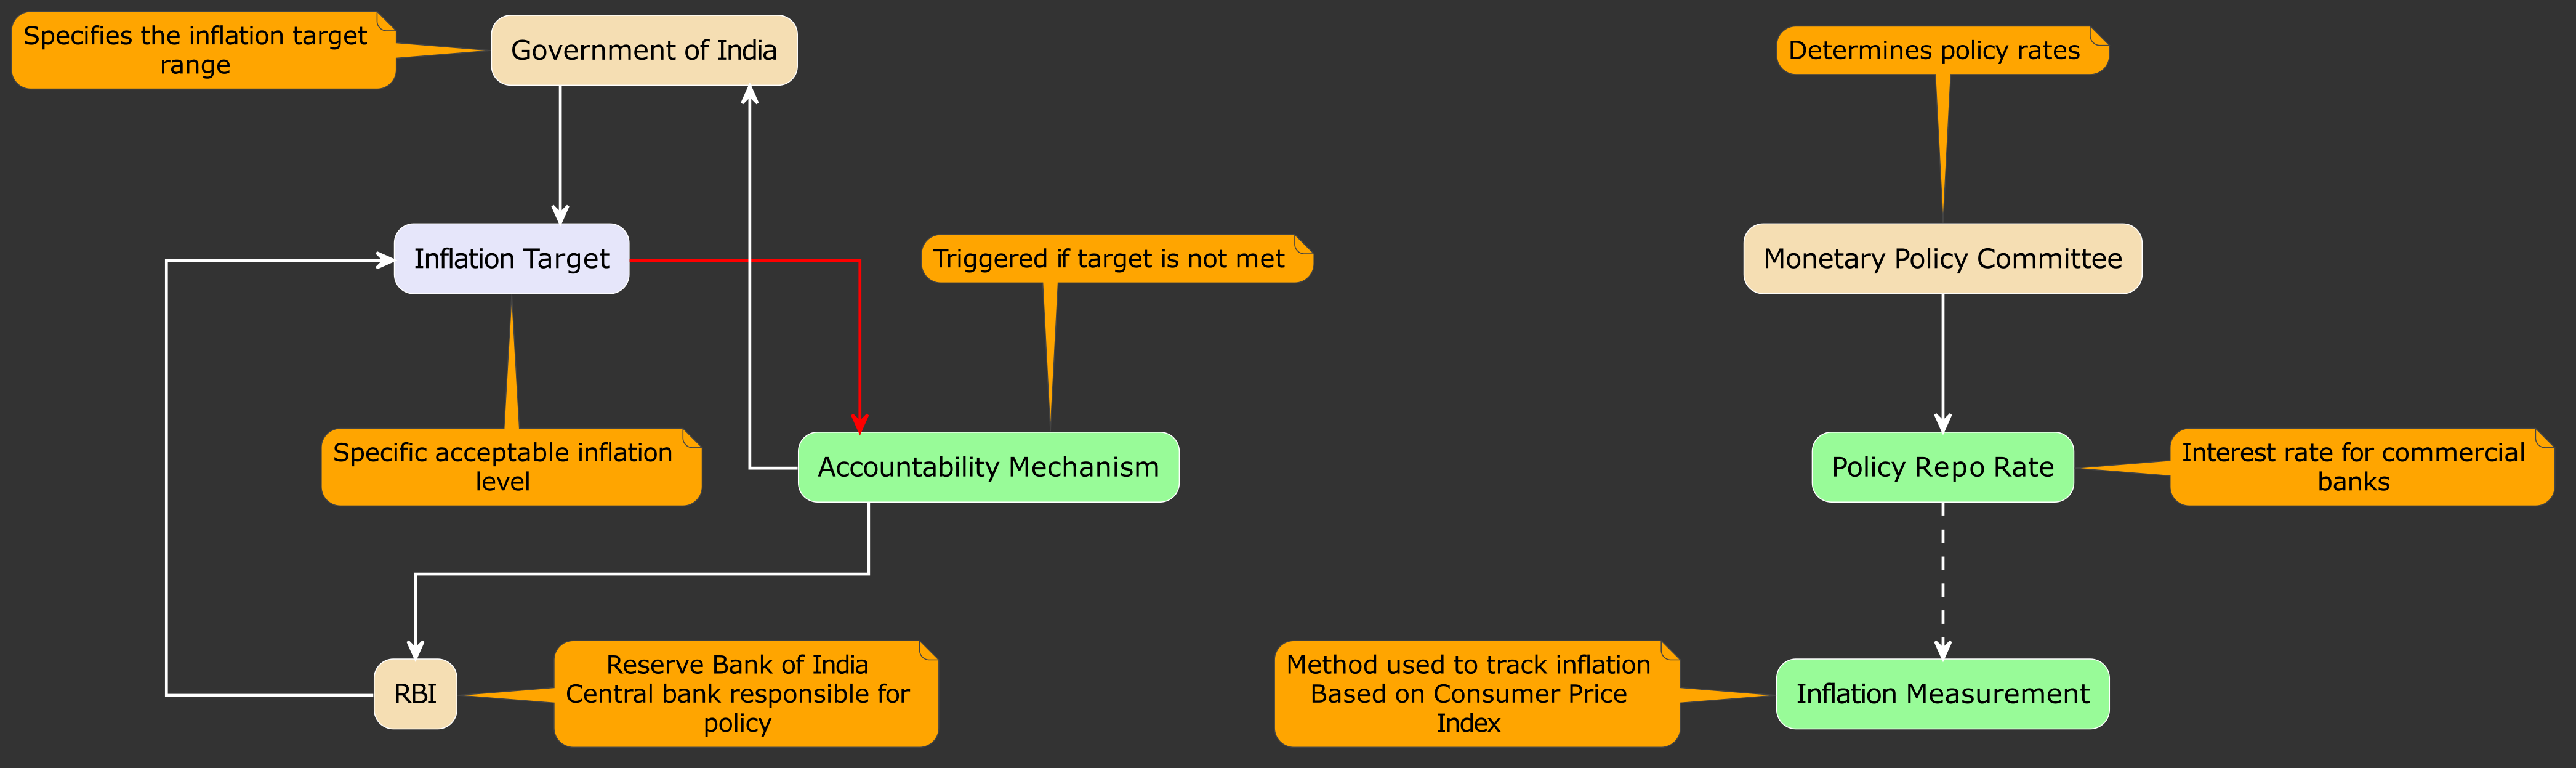 Specifies the inflation target
range
Government of India
Determines policy rates
Inflation Target
Triggered if target is not met
Monetary Policy Committee
Specific acceptable inflation
level
Accountability Mechanism
Policy Repo Rate
Interest rate for commercial
banks
RBI
Reserve Bank of India
Central bank responsible for
policy
Method used to track inflation
Based on Consumer Price
Index
Inflation Measurement